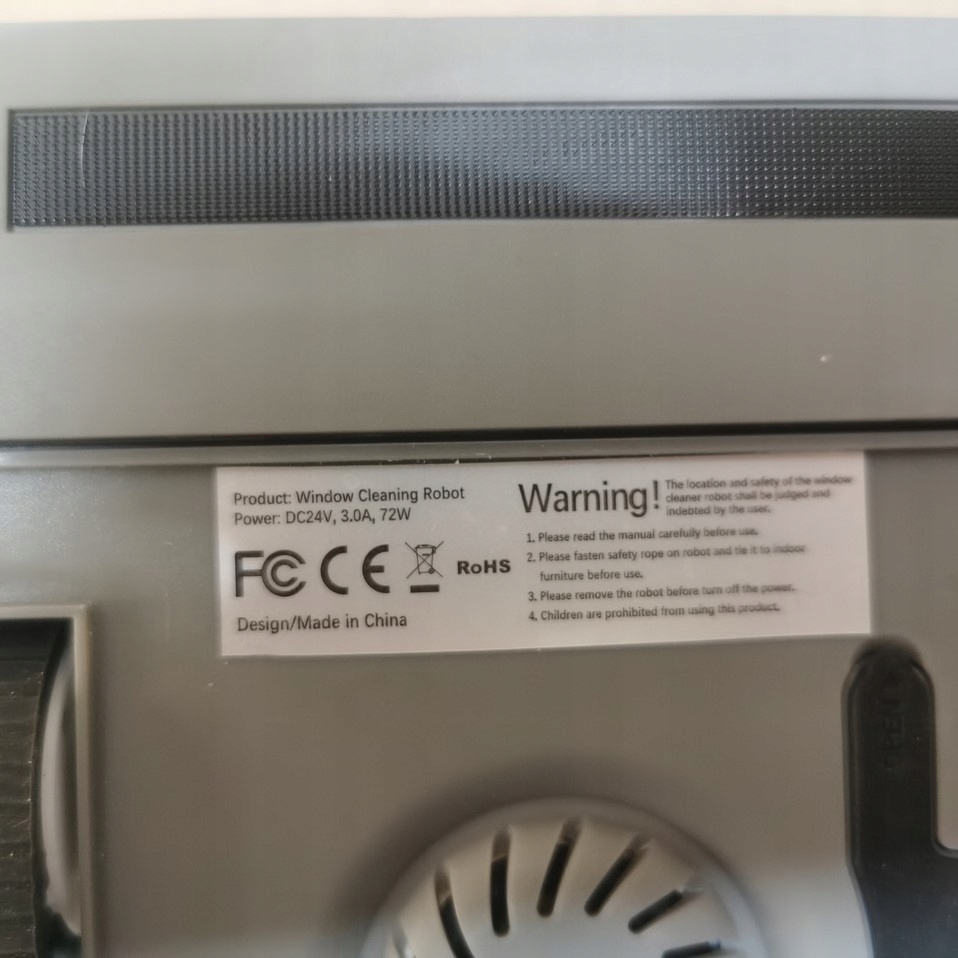 Product: Window Cleaning Robot
Power: DC24V, 3.0A, 72W
FC CE RoHS
Design/Made in China
Warning!
The location and safety of the window
cleaner robot shall be judged and
indebted by the user.
1. Please read the manual carefully before use.
2. Please fasten safety rope on robot and tie it to indoor
furniture before use.
3. Please remove the robot before turn off the power.
4. Children are prohibited from using this product.